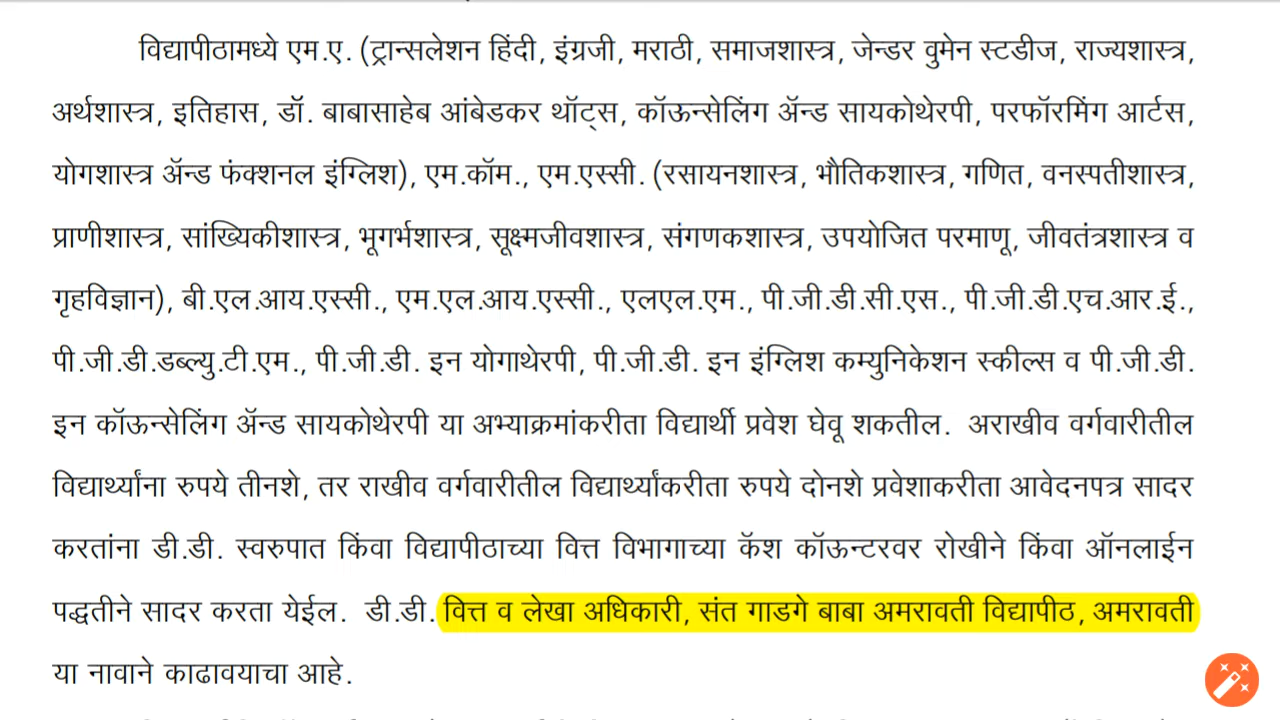 विद्यापीठामध्ये एम.ए. (ट्रान्सलेशन हिंदी, इंग्रजी, मराठी, समाजशास्त्र, जेन्डर वुमेन स्टडीज, राज्यशास्त्र,
अर्थशास्त्र, इतिहास, डॉ. बाबासाहेब आंबेडकर थॉट्स, कॉऊन्सेलिंग ॲन्ड सायकोथेरपी, परफॉरमिंग आर्टस,
योगशास्त्र ॲन्ड फंक्शनल इंग्लिश), एम.कॉम., एम.एस्सी. (रसायनशास्त्र, भौतिकशास्त्र, गणित, वनस्पतीशास्त्र,
प्राणीशास्त्र, सांख्यिकीशास्त्र, भूगर्भशास्त्र, सूक्ष्मजीवशास्त्र, संगणकशास्त्र, उपयोजित परमाणू, जीवतंत्रशास्त्र व
गृहविज्ञान), बी.एल.आय.एस्सी., एम.एल.आय.एस्सी., एलएल.एम., पी.जी.डी.सी.एस., पी.जी.डी.एच.आर.ई.,
पी.जी.डी.डब्ल्यु.टी.एम., पी.जी.डी. इन योगाथेरपी, पी.जी.डी. इन इंग्लिश कम्युनिकेशन स्कील्स व पी.जी.डी.
इन कॉऊन्सेलिंग ॲन्ड सायकोथेरपी या अभ्याक्रमांकरीता विद्यार्थी प्रवेश घेवू शकतील. अराखीव वर्गवारीतील
विद्यार्थ्यांना रुपये तीनशे, तर राखीव वर्गवारीतील विद्यार्थ्यांकरीता रुपये दोनशे प्रवेशाकरीता आवेदनपत्र सादर
करतांना डी.डी. स्वरुपात किंवा विद्यापीठाच्या वित्त विभागाच्या कॅश कॉऊन्टरवर रोखीने किंवा ऑनलाईन
पद्धतीने सादर करता येईल. डी.डी. वित्त व लेखा अधिकारी, संत गाडगे बाबा अमरावती विद्यापीठ, अमरावती
या नावाने काढावयाचा आहे.